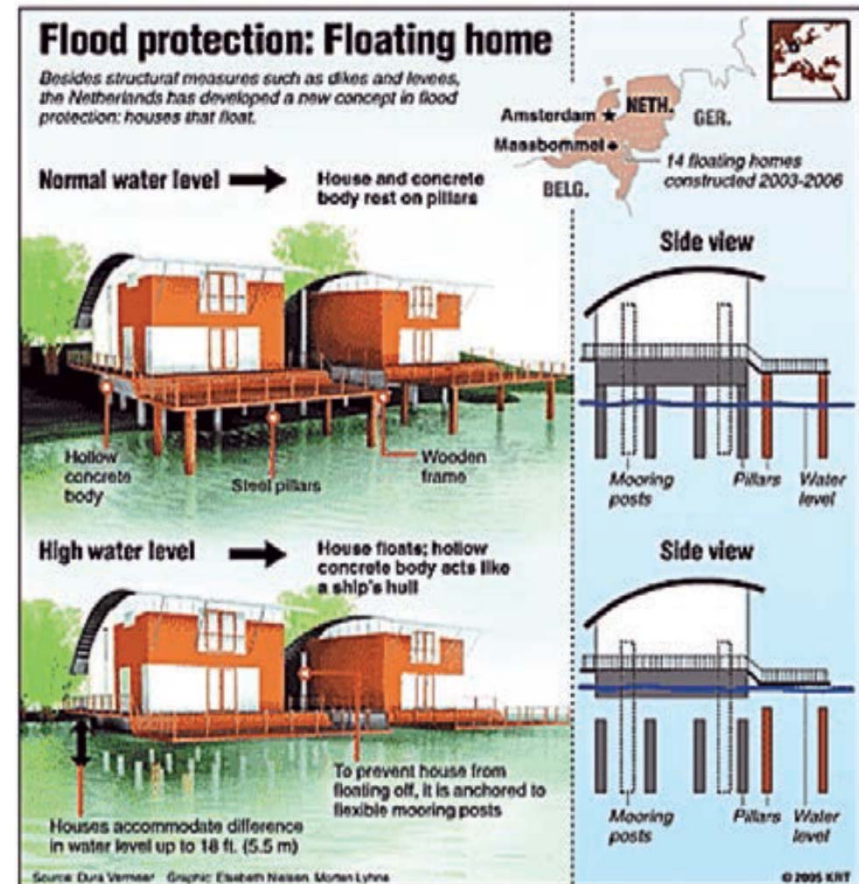 Flood protection: Floating home
Besides structural measures such as dikes and levees,
the Netherlands has developed a new concept in flood
protection: houses that float.
NETH.
Amsterdam
GER.
Maasbommel
14 floating homes
constructed 2003-2006
BELG.
Normal water level
House and concrete
body rest on pillars
Hollow
concrete
body
Steel pillars
Wooden
frame
Side view
Mooring
posts
Pillars
Water
level
High water level
House floats; hollow
concrete body acts like
a ship's hull
To prevent house from
floating off, it is anchored to
flexible mooring posts
Houses accommodate difference
in water level up to 18 ft. (5.5 m)
Side view
Mooring
posts
Pillars
Water
level
Source: Dura Vermeer Graphic: Elsebeth Nielsen, Morten Lyhne
© 2005 KRT